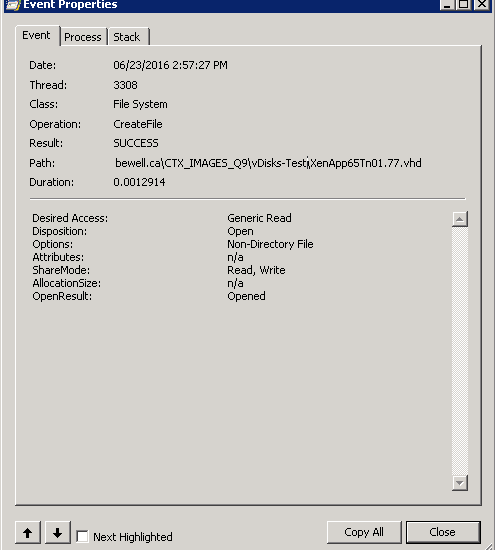 Event Properties
Event Process Stack
Date: 06/23/2016 2:57:27 PM
Thread: 3308
Class: File System
Operation: CreateFile
Result: SUCCESS
Path: bewell.ca\CTX_IMAGES_Q9\vDisks-Test\XenApp65Tn01.77.vhd
Duration: 0.0012914
Desired Access: Generic Read
Disposition: Open
Options: Non-Directory File
Attributes: n/a
ShareMode: Read, Write
AllocationSize: n/a
OpenResult: Opened
Next Highlighted Copy All Close